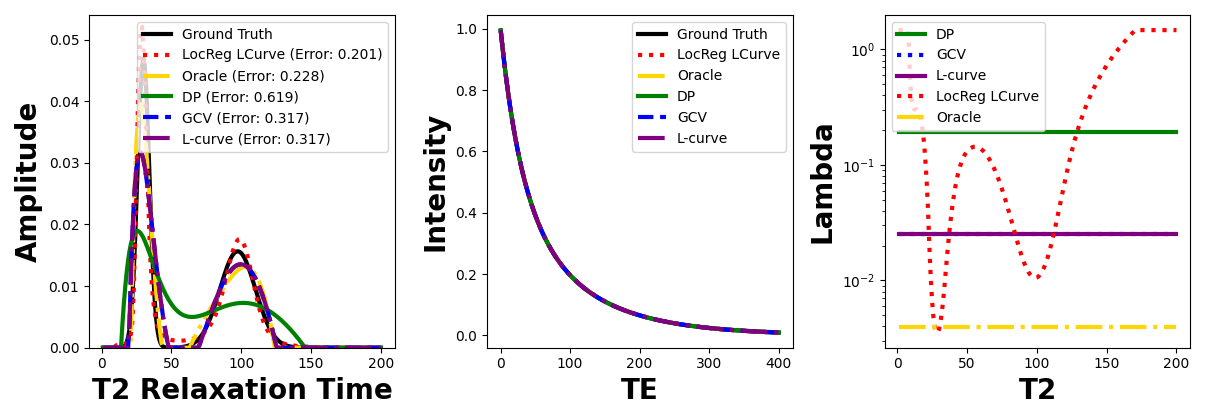 Amplitude
0.05
0.04
0.03
0.02
0.01
0.00
Ground Truth
LocReg LCurve (Error: 0.201)
Oracle (Error: 0.228)
DP (Error: 0.619)
GCV (Error: 0.317)
L-curve (Error: 0.317)
0 50 100 150 200
T2 Relaxation Time
Intensity
1.0
0.8
0.6
0.4
0.2
0.0
Ground Truth
LocReg LCurve
Oracle
DP
GCV
L-curve
0 100 200 300 400
TE
Lambda
10⁰
10⁻¹
10⁻²
DP
GCV
L-curve
LocReg LCurve
Oracle
0 50 100 150 200
T2